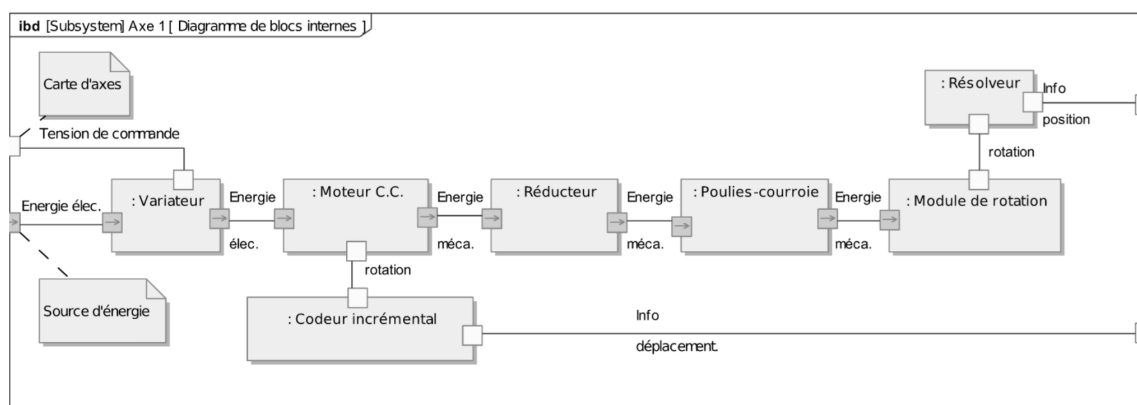 ibd [Subsystem] Axe 1 [ Diagramme de blocs internes ]
Carte d'axes
Tension de commande
Energie élec.
Source d'énergie
: Variateur
Energie
élec.
: Moteur C.C.
rotation
: Codeur incrémental
Energie
méca.
: Réducteur
Energie
méca.
: Poulies-courroie
Energie
méca.
: Module de rotation
rotation
: Résolveur
Info
position
Info
déplacement.